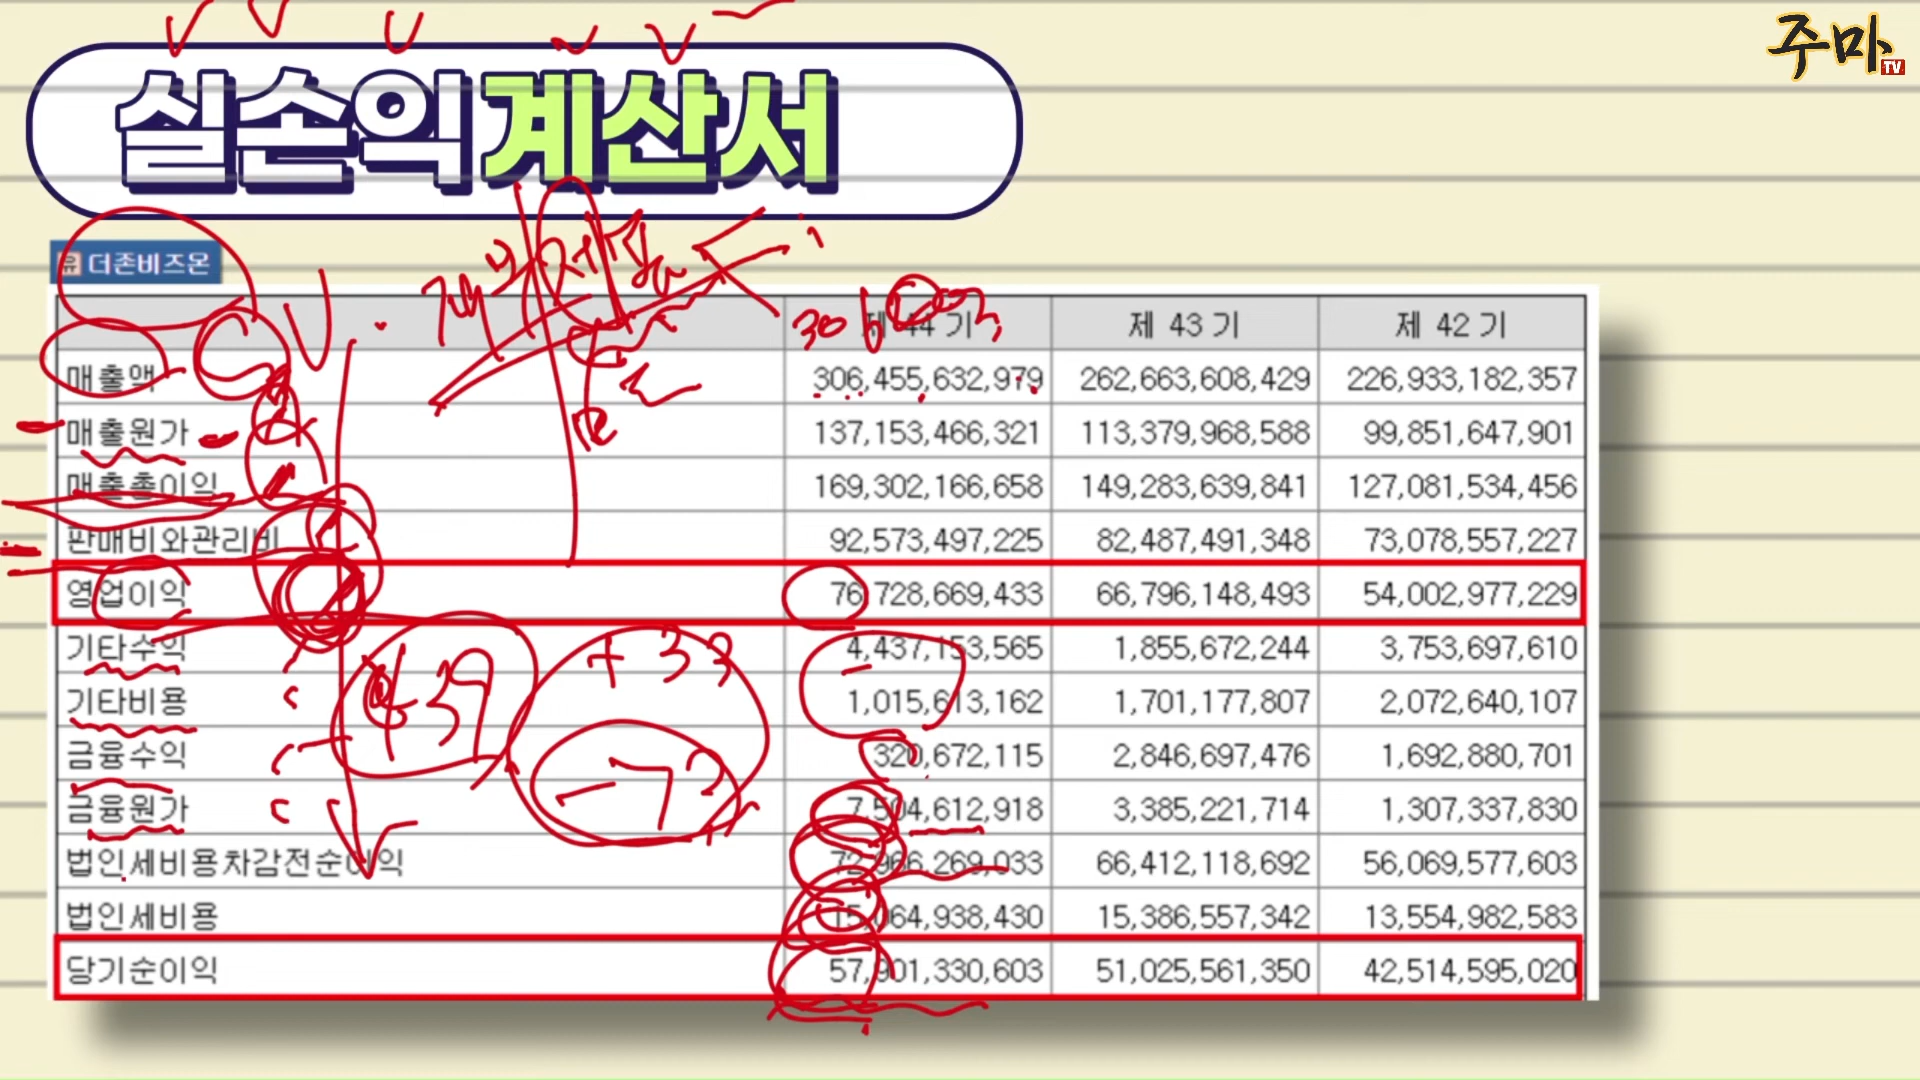 주마
TV
실손익계산서
유 더존비즈온
제 44 기 제 43 기 제 42 기
매출액 306,455,632,979 262,663,608,429 226,933,182,357
매출원가 137,153,466,321 113,379,968,588 99,851,647,901
매출총이익 169,302,166,658 149,283,639,841 127,081,534,456
판매비와관리비 92,573,497,225 82,487,491,348 73,078,557,227
영업이익 76,728,669,433 66,796,148,493 54,002,977,229
기타수익 4,437,153,565 1,855,672,244 3,753,697,610
기타비용 1,015,613,162 1,701,177,807 2,072,640,107
금융수익 320,672,115 2,846,697,476 1,692,880,701
금융원가 7,504,612,918 3,385,221,714 1,307,337,830
법인세비용차감전순이익 72,966,269,033 66,412,118,692 56,069,577,603
법인세비용 15,064,938,430 15,386,557,342 13,554,982,583
당기순이익 57,901,330,603 51,025,561,350 42,514,595,020